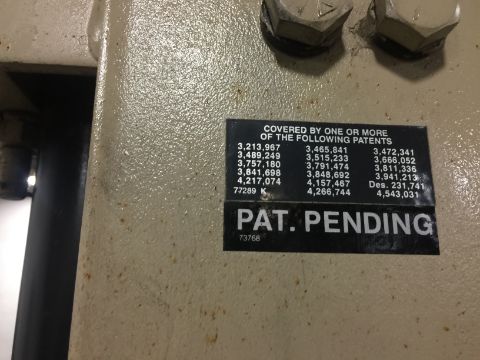 COVERED BY ONE OR MORE
OF THE FOLLOWING PATENTS
3,213,967 3,465,841 3,472,341
3,489,249 3,515,233 3,666,052
3,757,180 3,791,474 3,811,336
3,841,698 3,848,692 3,941,213
4,217,074 4,157,467 Des. 231,741
77289 K 4,266,744 4,543,031
PAT. PENDING
73768